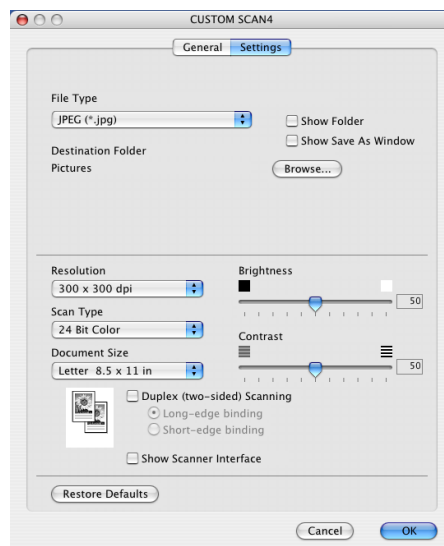 CUSTOM SCAN4
General Settings
File Type
JPEG (*.jpg)
Show Folder
Show Save As Window
Destination Folder
Pictures
Browse...
Resolution
300 x 300 dpi
Brightness
50
Scan Type
24 Bit Color
Contrast
50
Document Size
Letter 8.5 x 11 in
Duplex (two-sided) Scanning
Long-edge binding
Short-edge binding
Show Scanner Interface
Restore Defaults
Cancel OK